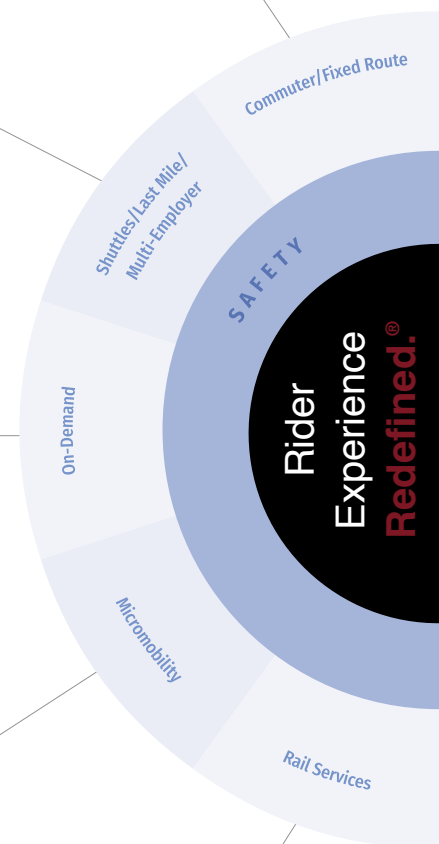 Commuter/Fixed Route
Shuttles/Last Mile/
Multi-Employer
On-Demand
Micromobility
Rail Services
SAFETY
Rider
Experience
Redefined.®